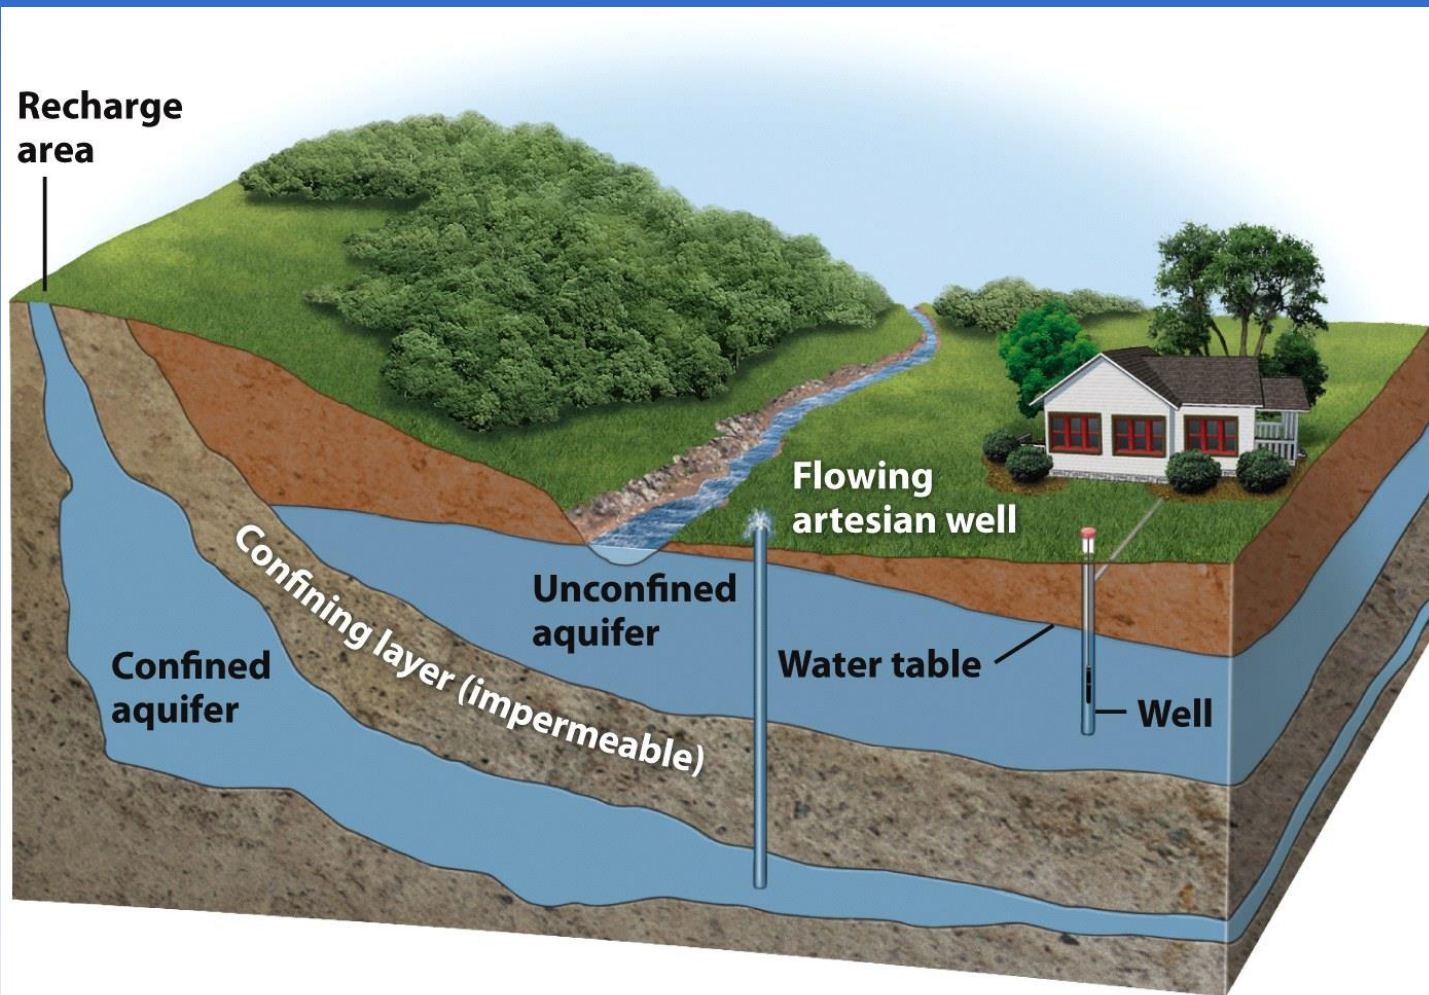 Recharge
area
Flowing
artesian well
Unconfined
aquifer
Confining layer (impermeable)
Water table
Confined
aquifer
Well